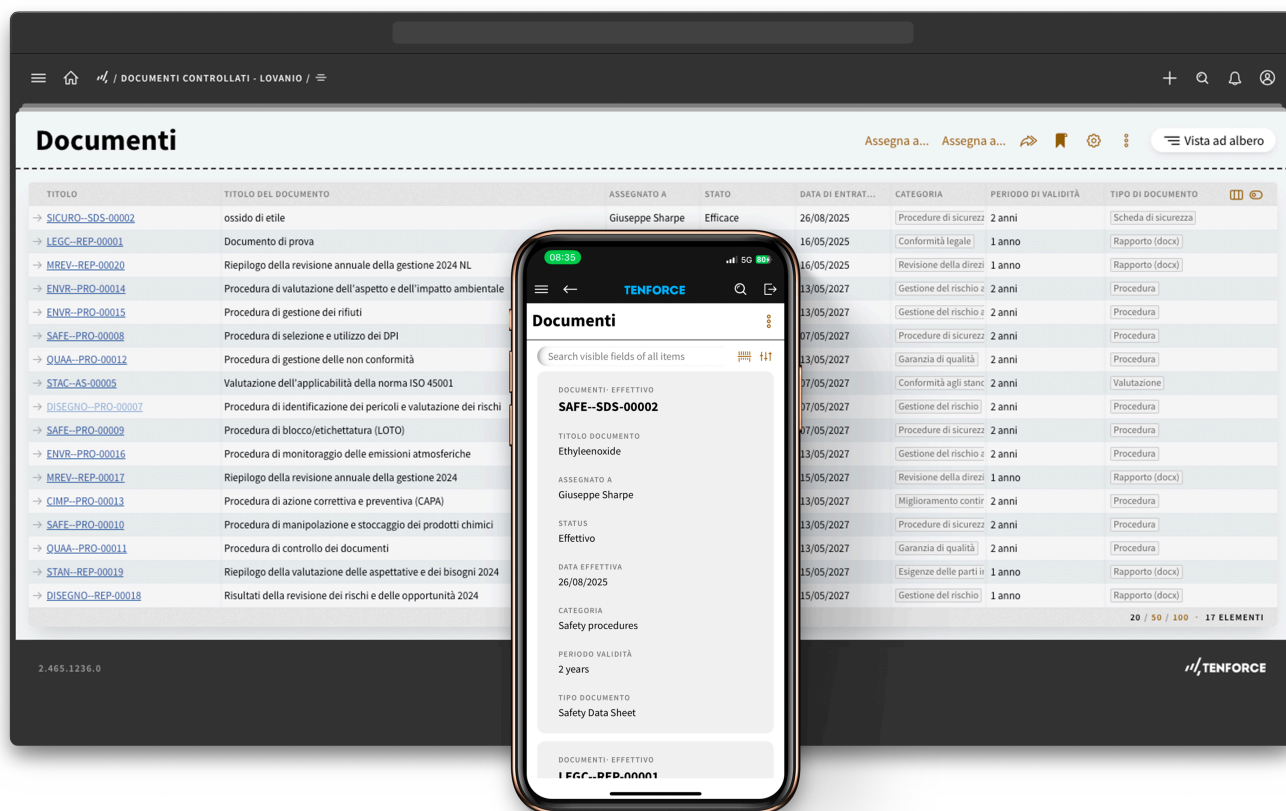 / DOCUMENTI CONTROLLATI - LOVANIO /
Documenti
Assegna a... Assegna a... Vista ad albero
TITOLO TITOLO DEL DOCUMENTO ASSEGNATO A STATO DATA DI ENTRAT... CATEGORIA PERIODO DI VALIDITÀ TIPO DI DOCUMENTO
SICURO--SDS-00002 ossido di etile Giuseppe Sharpe Efficace 26/08/2025 Procedure di sicurezz 2 anni Scheda di sicurezza
LEGC--REP-00001 Documento di prova 16/05/2025 Conformità legale 1 anno Rapporto (docx)
MREV--REP-00020 Riepilogo della revisione annuale della gestione 2024 NL 16/05/2025 Revisione della direzi 1 anno Rapporto (docx)
ENVR--PRO-00014 Procedura di valutazione dell'aspetto e dell'impatto ambientale 13/05/2027 Gestione del rischio a 2 anni Procedura
ENVR--PRO-00015 Procedura di gestione dei rifiuti 13/05/2027 Gestione del rischio a 2 anni Procedura
SAFE--PRO-00008 Procedura di selezione e utilizzo dei DPI 07/05/2027 Procedure di sicurezz 2 anni Procedura
QUAA--PRO-00012 Procedura di gestione delle non conformità 13/05/2027 Garanzia di qualità 2 anni Procedura
STAC--AS-00005 Valutazione dell'applicabilità della norma ISO 45001 07/05/2027 Conformità agli stanc 2 anni Valutazione
DISEGNO--PRO-00007 Procedura di identificazione dei pericoli e valutazione dei rischi 07/05/2027 Gestione del rischio 2 anni Procedura
SAFE--PRO-00009 Procedura di blocco/etichettatura (LOTO) 07/05/2027 Procedure di sicurezz 2 anni Procedura
ENVR--PRO-00016 Procedura di monitoraggio delle emissioni atmosferiche 13/05/2027 Gestione del rischio a 2 anni Procedura
MREV--REP-00017 Riepilogo della revisione annuale della gestione 2024 15/05/2027 Revisione della direzi 1 anno Rapporto (docx)
CIMP--PRO-00013 Procedura di azione correttiva e preventiva (CAPA) 13/05/2027 Miglioramento contir 2 anni Procedura
SAFE--PRO-00010 Procedura di manipolazione e stoccaggio dei prodotti chimici 13/05/2027 Procedure di sicurezz 2 anni Procedura
QUAA--PRO-00011 Procedura di controllo dei documenti 13/05/2027 Garanzia di qualità 2 anni Procedura
STAN--REP-00019 Riepilogo della valutazione delle aspettative e dei bisogni 2024 15/05/2027 Esigenze delle parti ir 1 anno Rapporto (docx)
DISEGNO--REP-00018 Risultati della revisione dei rischi e delle opportunità 2024 15/05/2027 Gestione del rischio 1 anno Rapporto (docx)
20 / 50 / 100 · 17 ELEMENTI
2.465.1236.0
TENFORCE
08:35 5G 80
TENFORCE
Documenti
Search visible fields of all items
DOCUMENTI- EFFETTIVO
SAFE--SDS-00002
TITOLO DOCUMENTO
Ethyleenoxide
ASSEGNATO A
Giuseppe Sharpe
STATUS
Effettivo
DATA EFFETTIVA
26/08/2025
CATEGORIA
Safety procedures
PERIODO VALIDITÀ
2 years
TIPO DOCUMENTO
Safety Data Sheet
DOCUMENTI- EFFETTIVO
LEGC--REP-00001